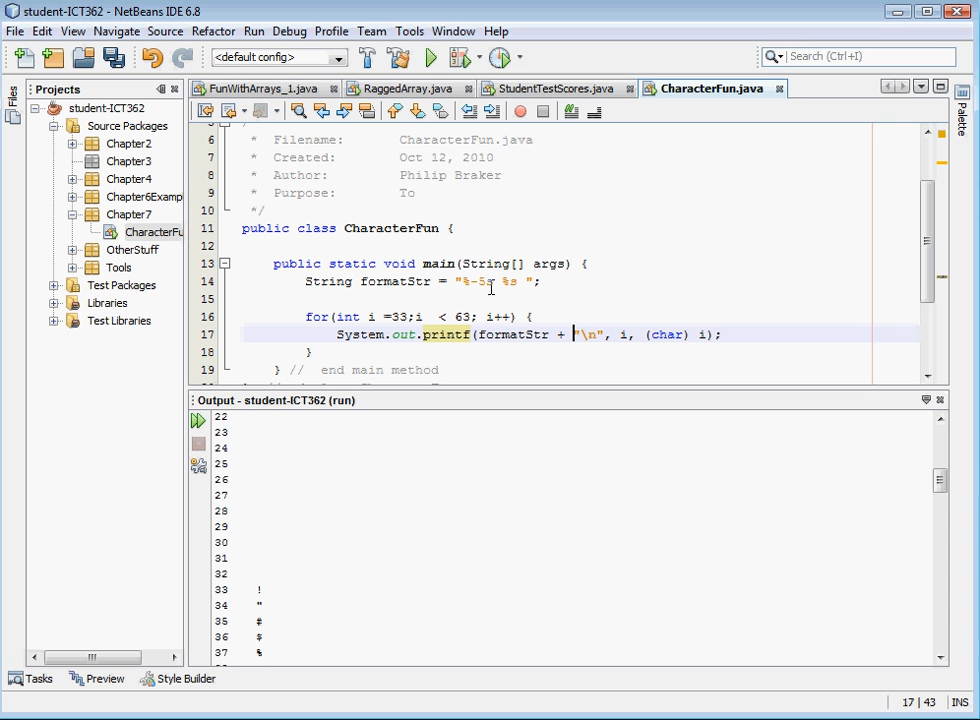 student-ICT362 - NetBeans IDE 6.8
File Edit View Navigate Source Refactor Run Debug Profile Team Tools Window Help
<default config> Search (Ctrl+I)
Files
Projects
student-ICT362
Source Packages
Chapter2
Chapter3
Chapter4
Chapter6Examp
Chapter7
CharacterFu
OtherStuff
Tools
Test Packages
Libraries
Test Libraries
FunWithArrays_1.java RaggedArray.java StudentTestScores.java CharacterFun.java
Palette
6 * Filename: CharacterFun.java
7 * Created: Oct 12, 2010
8 * Author: Philip Braker
9 * Purpose: To
10 */
11 public class CharacterFun {
12
13 public static void main(String[] args) {
14 String formatStr = "%-5s %s ";
15
16 for(int i =33;i < 63; i++) {
17 System.out.printf(formatStr + "\n", i, (char) i);
18 }
19 } // end main method
Output - student-ICT362 (run)
22
23
24
25
26
27
28
29
30
31
32
33 !
34 "
35 #
36 $
37 %
Tasks Preview Style Builder
17 | 43 INS